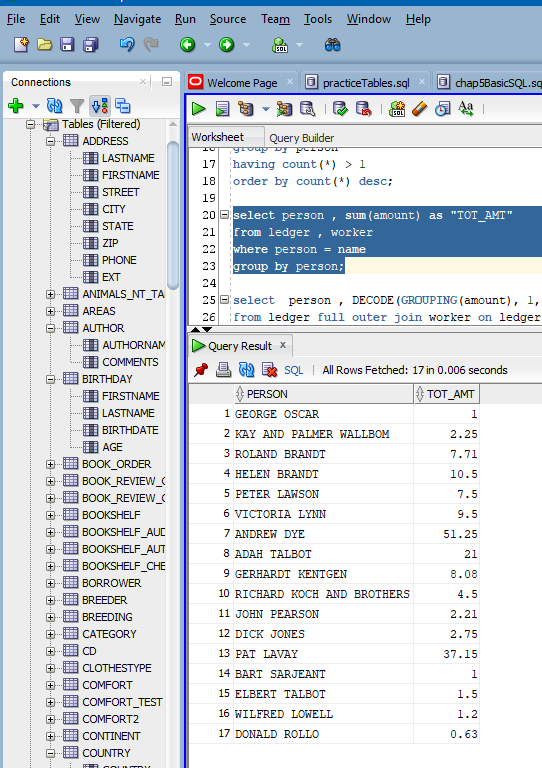 File Edit View Navigate Run Source Team Tools Window Help
SQL
Connections
Tables (Filtered)
ADDRESS
LASTNAME
FIRSTNAME
STREET
CITY
STATE
ZIP
PHONE
EXT
ANIMALS_NT_TA
AREAS
AUTHOR
AUTHORNAM
COMMENTS
BIRTHDAY
FIRSTNAME
LASTNAME
BIRTHDATE
AGE
BOOK_ORDER
BOOK_REVIEW_C
BOOK_REVIEW_C
BOOKSHELF
BOOKSHELF_AUD
BOOKSHELF_AUT
BOOKSHELF_CHE
BORROWER
BREEDER
BREEDING
CATEGORY
CD
CLOTHESTYPE
COMFORT
COMFORT_TEST
COMFORT2
CONTINENT
COUNTRY
Welcome Page practiceTables.sql chap5BasicSQL.sq
SQL Aa
Worksheet Query Builder
16 group by person
17 having count(*) > 1
18 order by count(*) desc;
19
20 select person , sum(amount) as "TOT_AMT"
21 from ledger , worker
22 where person = name
23 group by person;
24
25 select person , DECODE(GROUPING(amount), 1,
26 from ledger full outer join worker on ledger
Query Result x
SQL | All Rows Fetched: 17 in 0.006 seconds
PERSON TOT_AMT
1 GEORGE OSCAR 1
2 KAY AND PALMER WALLBOM 2.25
3 ROLAND BRANDT 7.71
4 HELEN BRANDT 10.5
5 PETER LAWSON 7.5
6 VICTORIA LYNN 9.5
7 ANDREW DYE 51.25
8 ADAH TALBOT 21
9 GERHARDT KENTGEN 8.08
10 RICHARD KOCH AND BROTHERS 4.5
11 JOHN PEARSON 2.21
12 DICK JONES 2.75
13 PAT LAVAY 37.15
14 BART SARJEANT 1
15 ELBERT TALBOT 1.5
16 WILFRED LOWELL 1.2
17 DONALD ROLLO 0.63